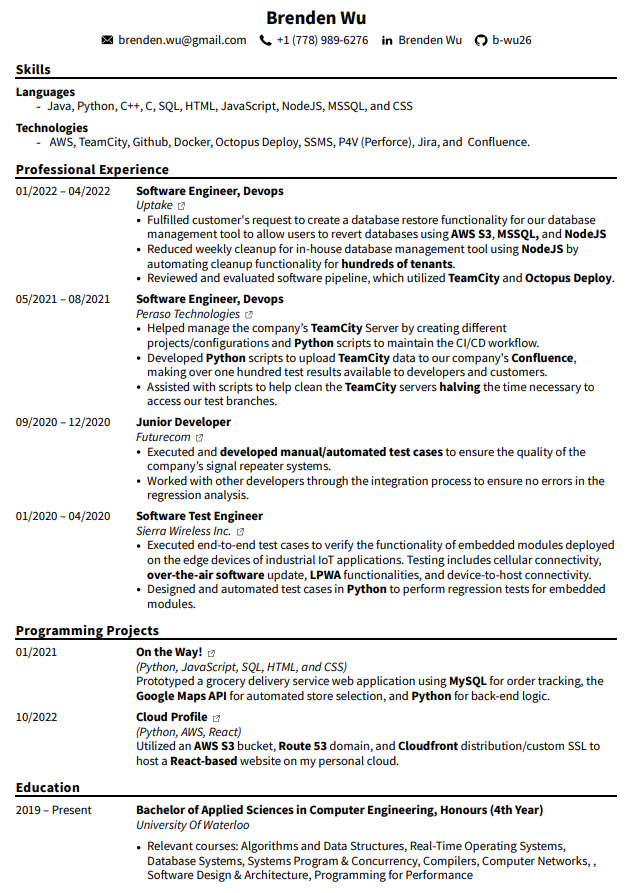 Brenden Wu
brenden.wu@gmail.com +1 (778) 989-6276 Brenden Wu b-wu26
Skills
Languages
- Java, Python, C++, C, SQL, HTML, JavaScript, NodeJS, MSSQL, and CSS
Technologies
- AWS, TeamCity, Github, Docker, Octopus Deploy, SSMS, P4V (Perforce), Jira, and Confluence.
Professional Experience
01/2022 – 04/2022 Software Engineer, Devops
Uptake
• Fulfilled customer's request to create a database restore functionality for our database
management tool to allow users to revert databases using AWS S3, MSSQL, and NodeJS
• Reduced weekly cleanup for in-house database management tool using NodeJS by
automating cleanup functionality for hundreds of tenants.
• Reviewed and evaluated software pipeline, which utilized TeamCity and Octopus Deploy.
05/2021 – 08/2021 Software Engineer, Devops
Peraso Technologies
• Helped manage the company's TeamCity Server by creating different
projects/configurations and Python scripts to maintain the CI/CD workflow.
• Developed Python scripts to upload TeamCity data to our company's Confluence,
making over one hundred test results available to developers and customers.
• Assisted with scripts to help clean the TeamCity servers halving the time necessary to
access our test branches.
09/2020 – 12/2020 Junior Developer
Futurecom
• Executed and developed manual/automated test cases to ensure the quality of the
company's signal repeater systems.
• Worked with other developers through the integration process to ensure no errors in the
regression analysis.
01/2020 – 04/2020 Software Test Engineer
Sierra Wireless Inc.
• Executed end-to-end test cases to verify the functionality of embedded modules deployed
on the edge devices of industrial IoT applications. Testing includes cellular connectivity,
over-the-air software update, LPWA functionalities, and device-to-host connectivity.
• Designed and automated test cases in Python to perform regression tests for embedded
modules.
Programming Projects
01/2021 On the Way!
(Python, JavaScript, SQL, HTML, and CSS)
Prototyped a grocery delivery service web application using MySQL for order tracking, the
Google Maps API for automated store selection, and Python for back-end logic.
10/2022 Cloud Profile
(Python, AWS, React)
Utilized an AWS S3 bucket, Route 53 domain, and Cloudfront distribution/custom SSL to
host a React-based website on my personal cloud.
Education
2019 – Present Bachelor of Applied Sciences in Computer Engineering, Honours (4th Year)
University Of Waterloo
• Relevant courses: Algorithms and Data Structures, Real-Time Operating Systems,
Database Systems, Systems Program & Concurrency, Compilers, Computer Networks, ,
Software Design & Architecture, Programming for Performance